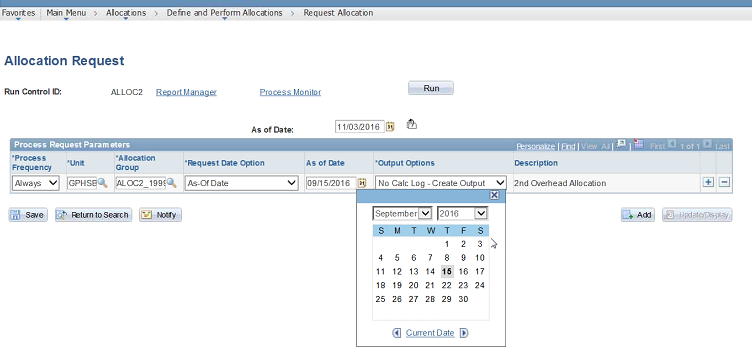 Favorites Main Menu > Allocations > Define and Perform Allocations > Request Allocation
Allocation Request
Run Control ID: ALLOC2 Report Manager Process Monitor Run
As of Date: 11/03/2016
Process Request Parameters Personalize | Find | View All | First 1 of 1 Last
*Process Frequency *Unit *Allocation Group *Request Date Option As of Date *Output Options Description
Always GPHSB ALOC2_1999 As-Of Date 09/15/2016 No Calc Log - Create Output 2nd Overhead Allocation
Save Return to Search Notify Add Update/Display
September 2016
S M T W T F S
1 2 3
4 5 6 7 8 9 10
11 12 13 14 15 16 17
18 19 20 21 22 23 24
25 26 27 28 29 30
Current Date